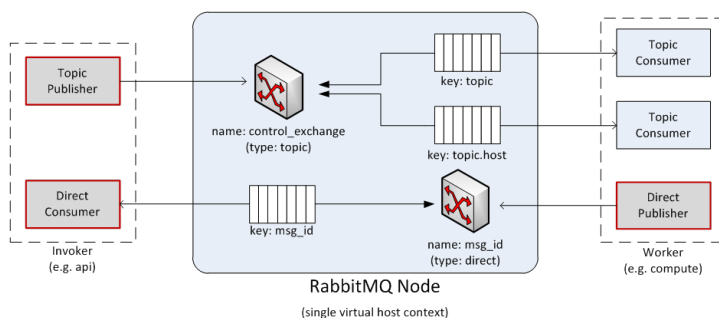 Topic
Publisher
name: control_exchange
(type: topic)
key: topic
Topic
Consumer
key: topic.host
Topic
Consumer
Direct
Consumer
key: msg_id
name: msg_id
(type: direct)
Direct
Publisher
Invoker
(e.g. api)
Worker
(e.g. compute)
RabbitMQ Node
(single virtual host context)